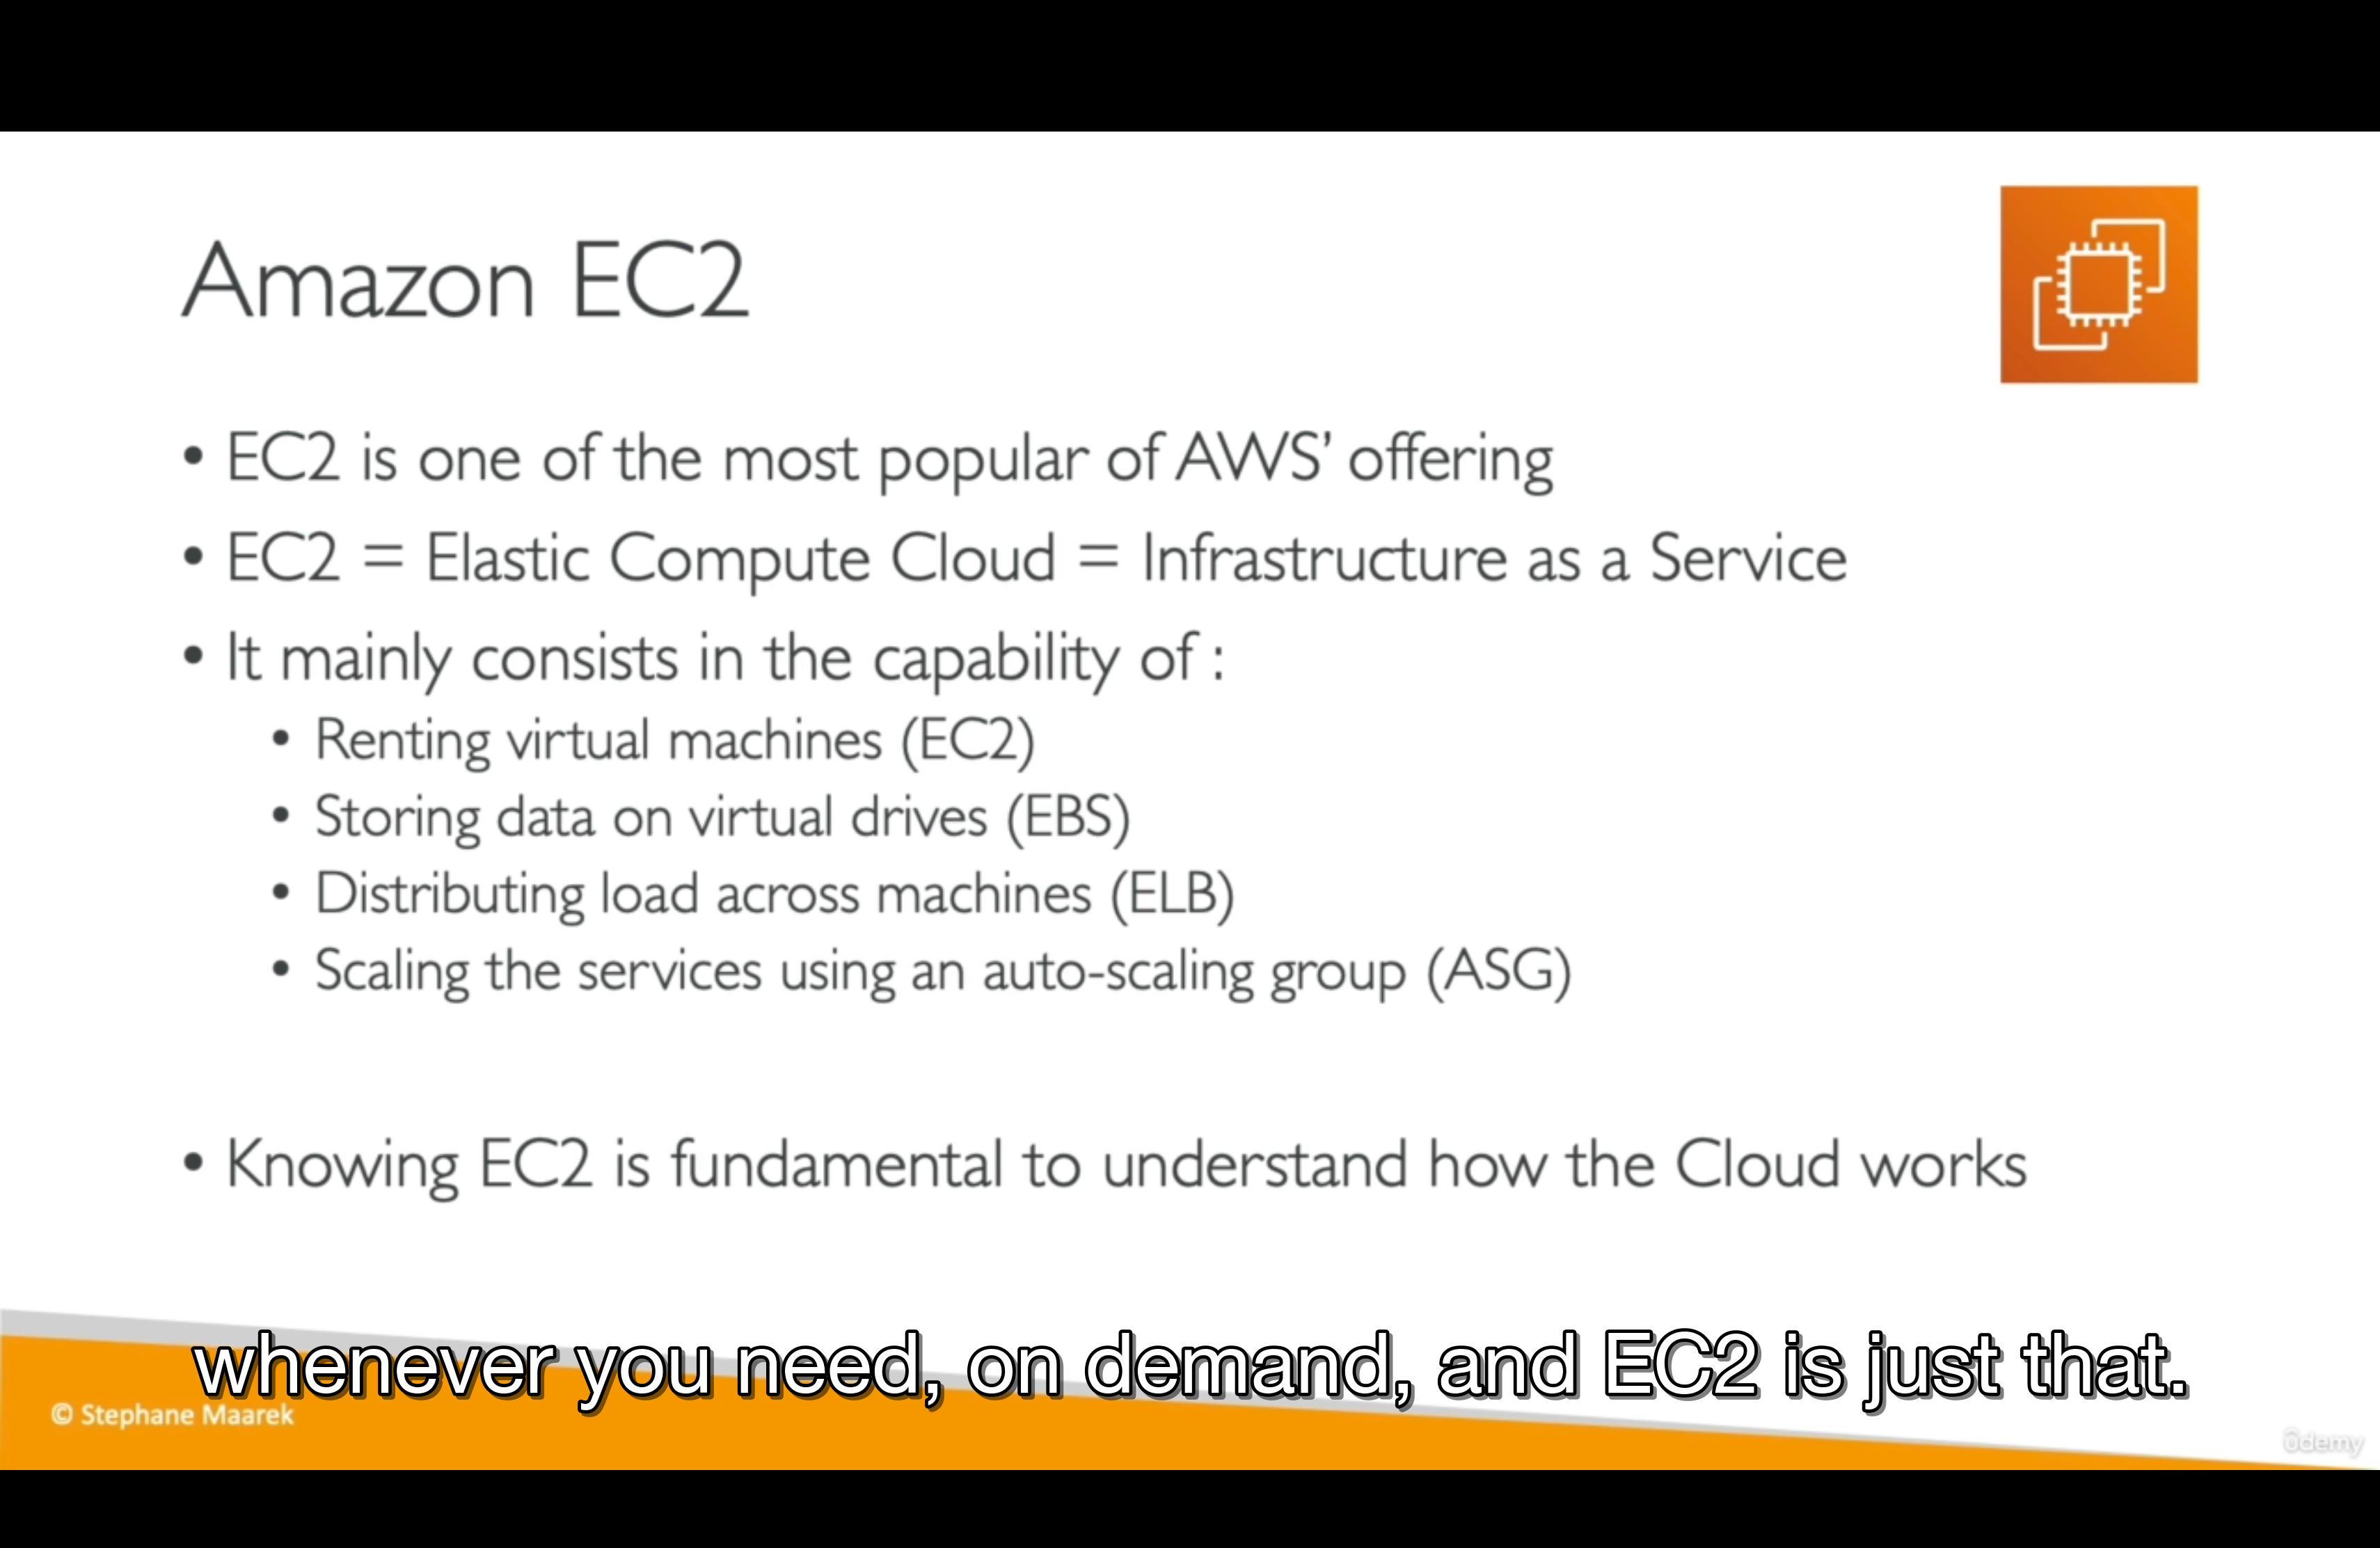 Amazon EC2
• EC2 is one of the most popular of AWS’ offering
• EC2 = Elastic Compute Cloud = Infrastructure as a Service
• It mainly consists in the capability of :
• Renting virtual machines (EC2)
• Storing data on virtual drives (EBS)
• Distributing load across machines (ELB)
• Scaling the services using an auto-scaling group (ASG)
• Knowing EC2 is fundamental to understand how the Cloud works
whenever you need, on demand, and EC2 is just that.
© Stephane Maarek
ûdemy